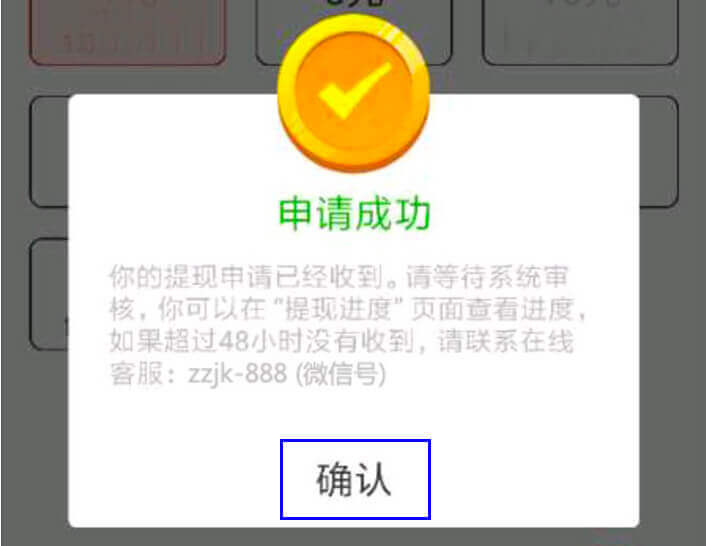 申请成功
你的提现申请已经收到。请等待系统审
核，你可以在“提现进度”页面查看进度，
如果超过48小时没有收到，请联系在线
客服：zzjk-888 (微信号)
确认